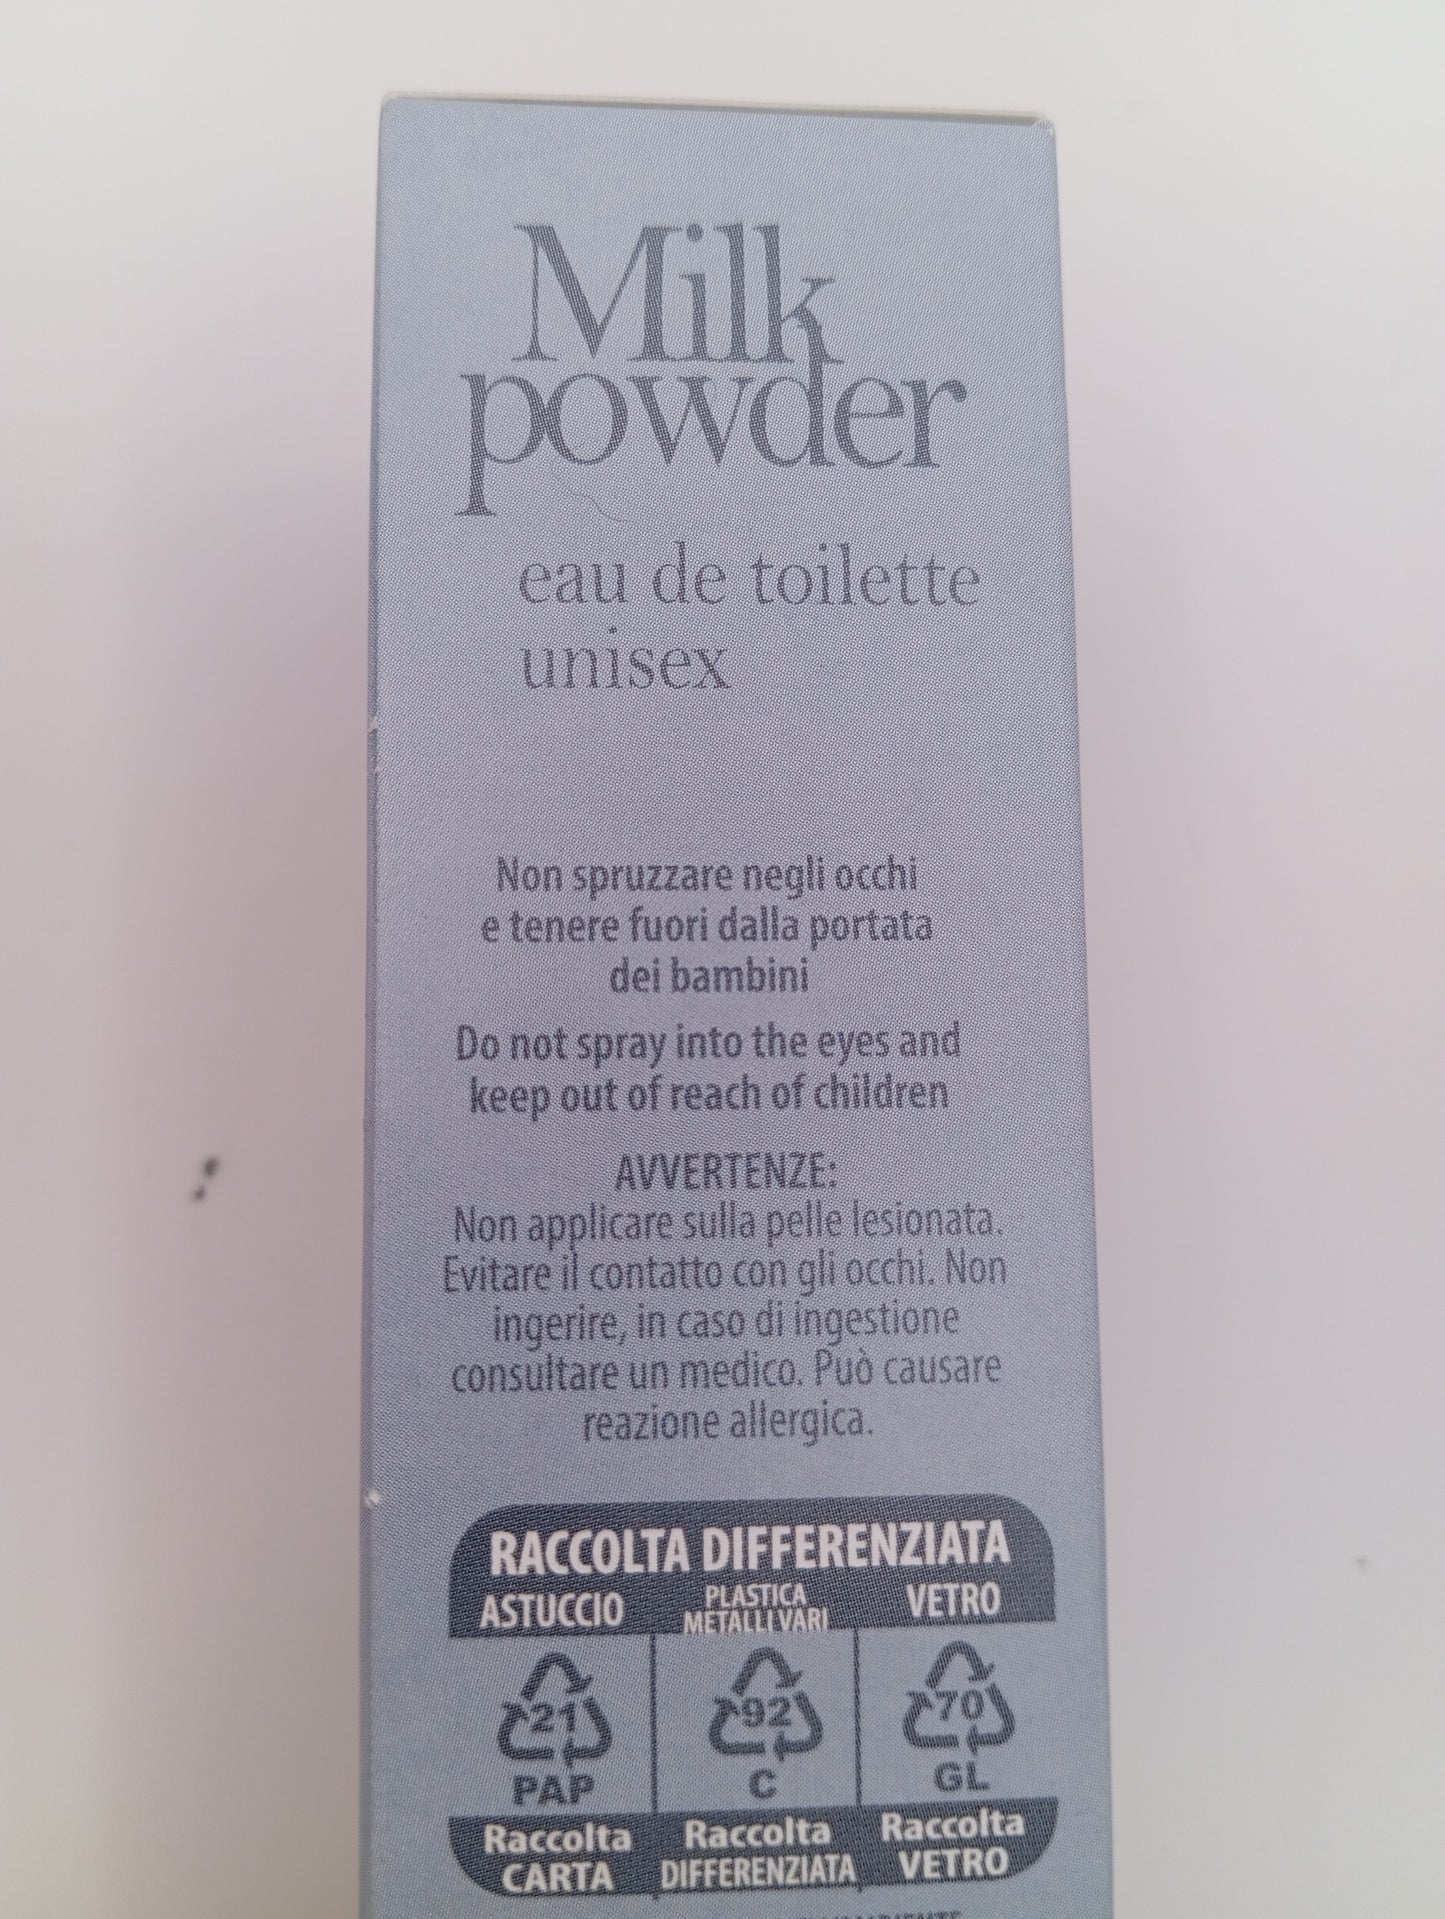 Milk
powder
eau de toilette
unisex
Non spruzzare negli occhi
e tenere fuori dalla portata
dei bambini
Do not spray into the eyes and
keep out of reach of children
AVVERTENZE:
Non applicare sulla pelle lesionata.
Evitare il contatto con gli occhi. Non
ingerire, in caso di ingestione
consultare un medico. Può causare
reazione allergica.
RACCOLTA DIFFERENZIATA
ASTUCCIO
PLASTICA
METALLI VARI
VETRO
21
PAP
92
C
70
GL
Raccolta
CARTA
Raccolta
DIFFERENZIATA
Raccolta
VETRO